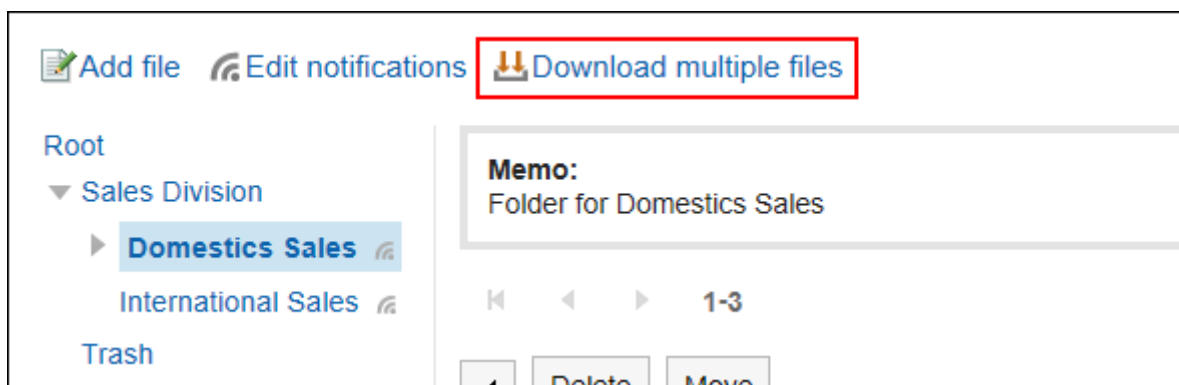 Add file Edit notifications Download multiple files
Root
Sales Division
Domestics Sales
International Sales
Trash
Memo:
Folder for Domestics Sales
1-3
Delete Move